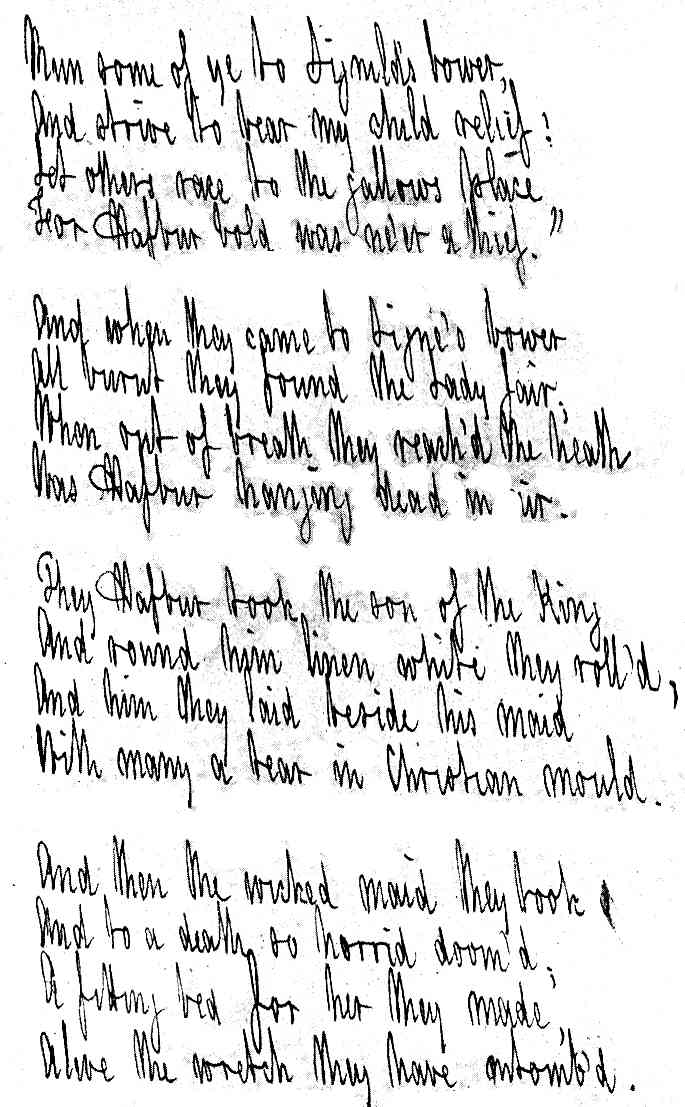 Run some of ye to Signild's bower,
And strive to bear my child relief:
Let others race to the gallows place
For Hafbur bold was ne'er a thief."
And when they came to Signe's bower
All burnt they found the Lady fair;
When out of breath they reach'd the heath
Was Hafbur hanging dead in air.
They Hafbur took, the son of the King
And round him linen white they roll'd,
And him they laid beside his maid
With many a tear in Christian mould.
And then the wicked maid they took
And to a death so horrid doom'd;
A fitting bed for her they made,
Alive the wretch they have entomb'd.